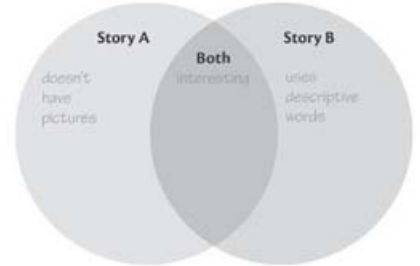 Story A
doesn't
have
pictures
Both
interesting
Story B
uses
descriptive
words